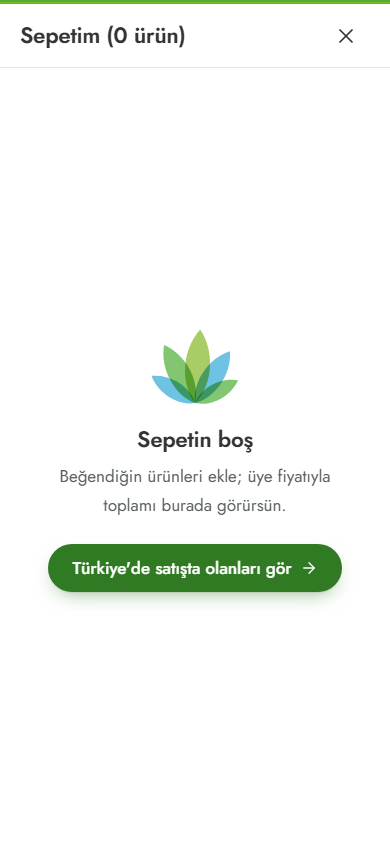 Sepetim (0 ürün)
Sepetin boş
Beğendiğin ürünleri ekle; üye fiyatıyla
toplamı burada görürsün.
Türkiye'de satışta olanları gör